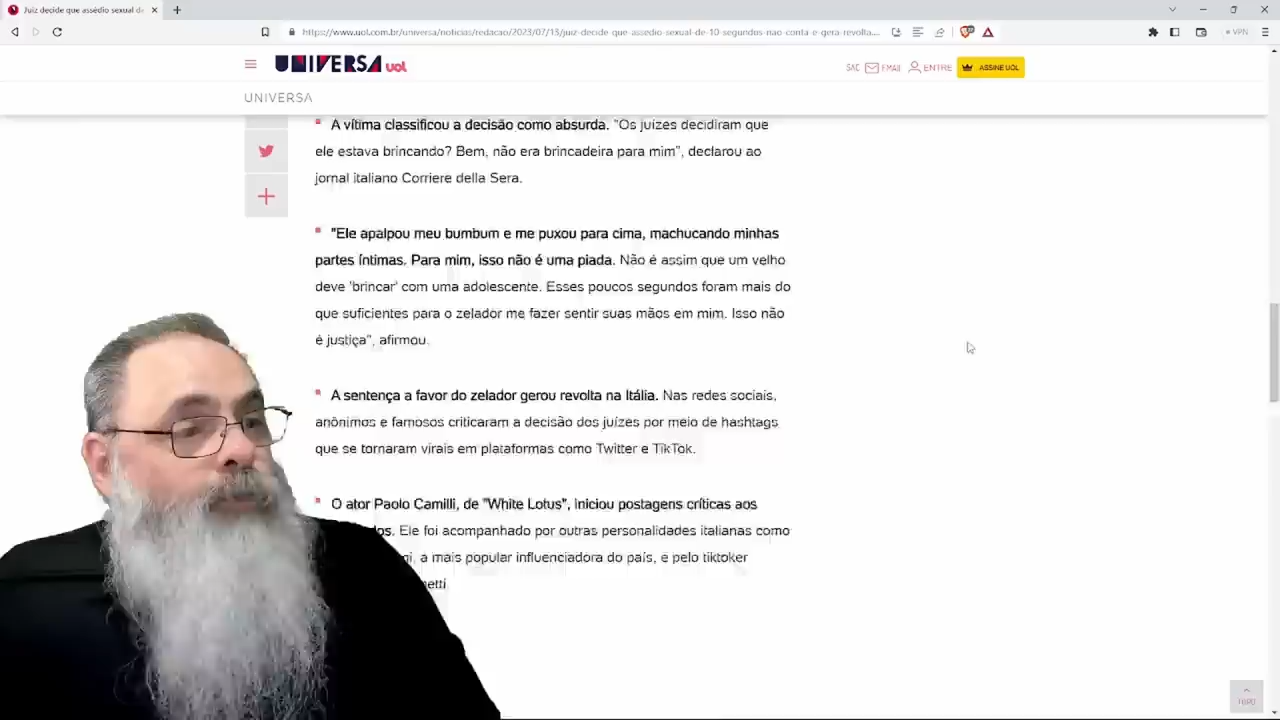 Juiz decide que assédio sexual d
https://www.uol.com.br/universa/noticias/redacao/2023/07/13/juiz-decide-que-assedio-sexual-de-10-segundos-nao-conta-e-gera-revolta...
VPN
UNIVERSA uol
SAC EMAIL ENTRE ASSINE UOL
UNIVERSA
A vítima classificou a decisão como absurda. "Os juízes decidiram que
ele estava brincando? Bem, não era brincadeira para mim", declarou ao
jornal italiano Corriere della Sera.
"Ele apalpou meu bumbum e me puxou para cima, machucando minhas
partes íntimas. Para mim, isso não é uma piada. Não é assim que um velho
deve 'brincar' com uma adolescente. Esses poucos segundos foram mais do
que suficientes para o zelador me fazer sentir suas mãos em mim. Isso não
é justiça", afirmou.
A sentença a favor do zelador gerou revolta na Itália. Nas redes sociais,
anônimos e famosos criticaram a decisão dos juízes por meio de hashtags
que se tornaram virais em plataformas como Twitter e TikTok.
O ator Paolo Camilli, de "White Lotus", iniciou postagens críticas aos
Ele foi acompanhado por outras personalidades italianas como
a mais popular influenciadora do país, e pelo tiktoker
TOPO